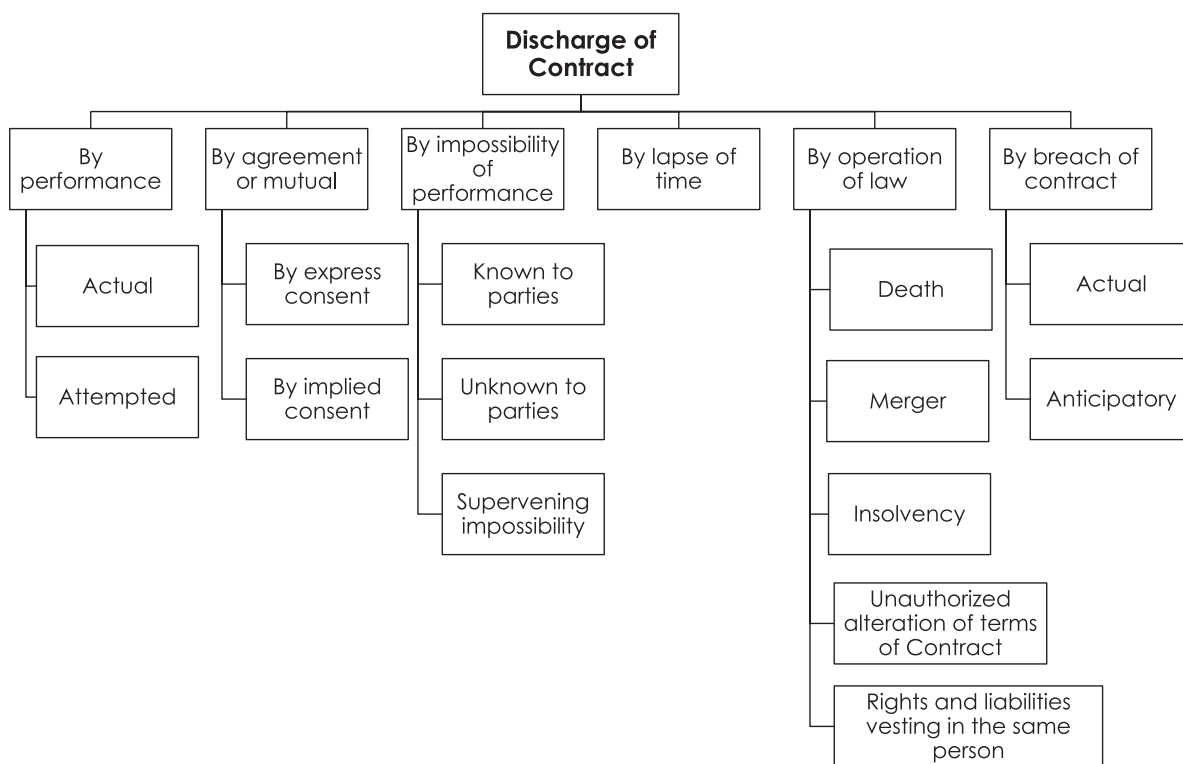 Discharge of
Contract
By
performance
By agreement
or mutual
By impossibility
of
performance
By lapse of
time
By operation
of law
By breach of
contract
Actual
Attempted
By express
consent
By implied
consent
Known to
parties
Unknown to
parties
Supervening
impossibility
Death
Merger
Insolvency
Unauthorized
alteration of terms
of Contract
Rights and liabilities
vesting in the same
person
Actual
Anticipatory